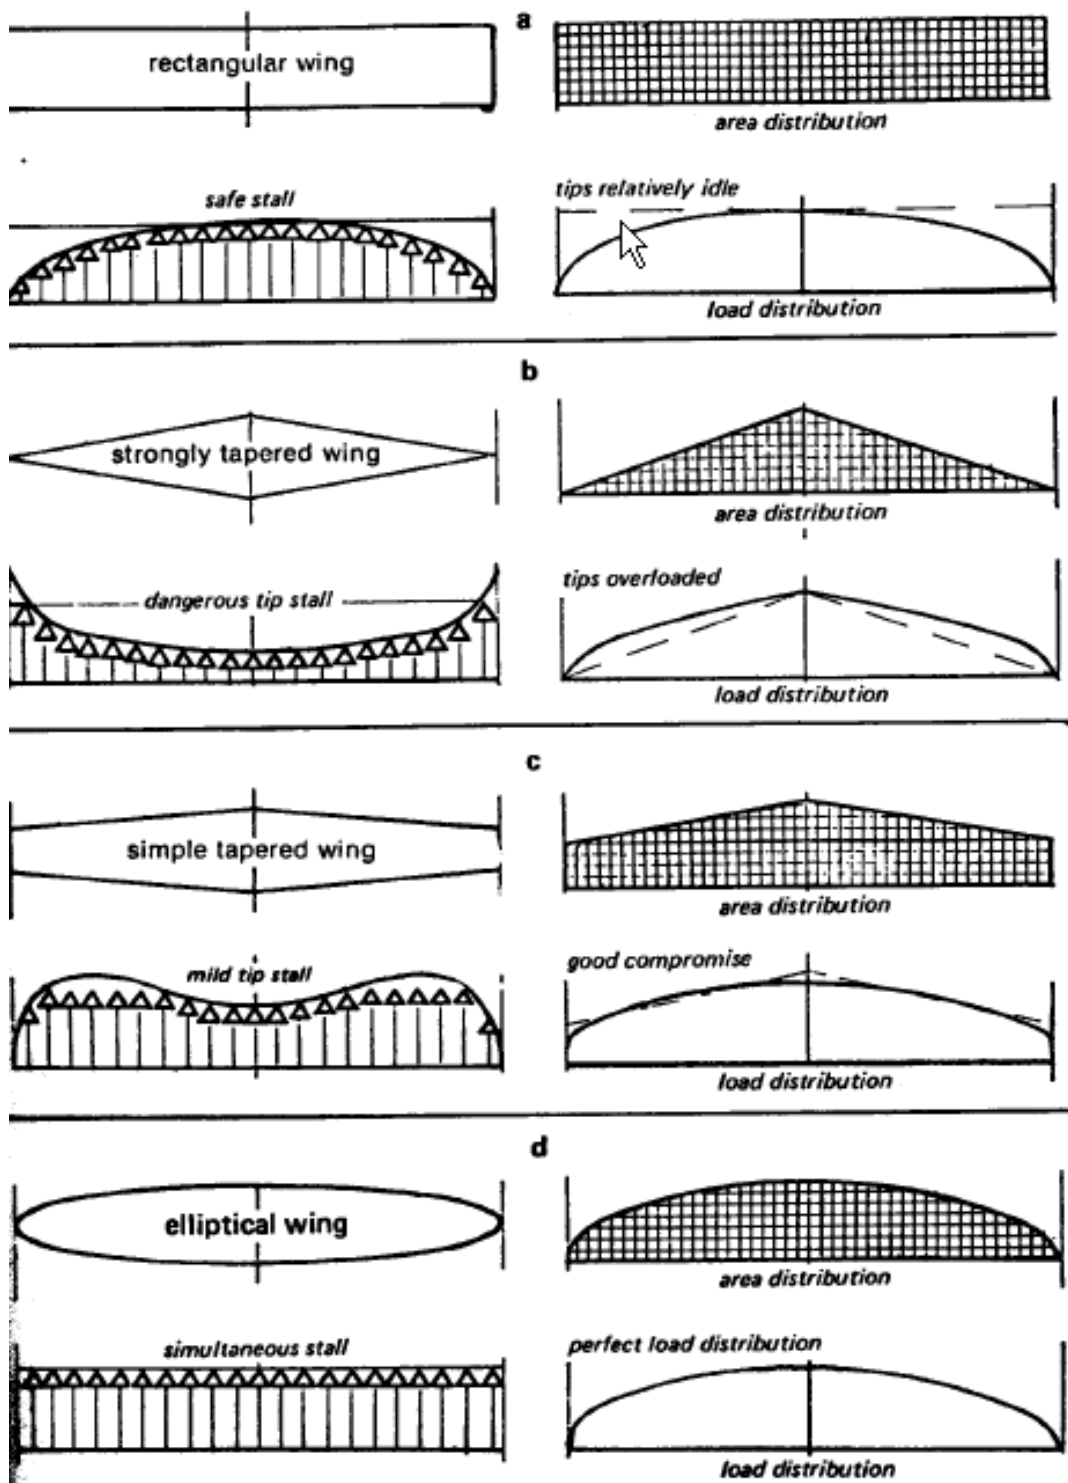 a
rectangular wing
area distribution
safe stall
tips relatively idle
load distribution
b
strongly tapered wing
area distribution
dangerous tip stall
tips overloaded
load distribution
c
simple tapered wing
area distribution
mild tip stall
good compromise
load distribution
d
elliptical wing
area distribution
simultaneous stall
perfect load distribution
load distribution